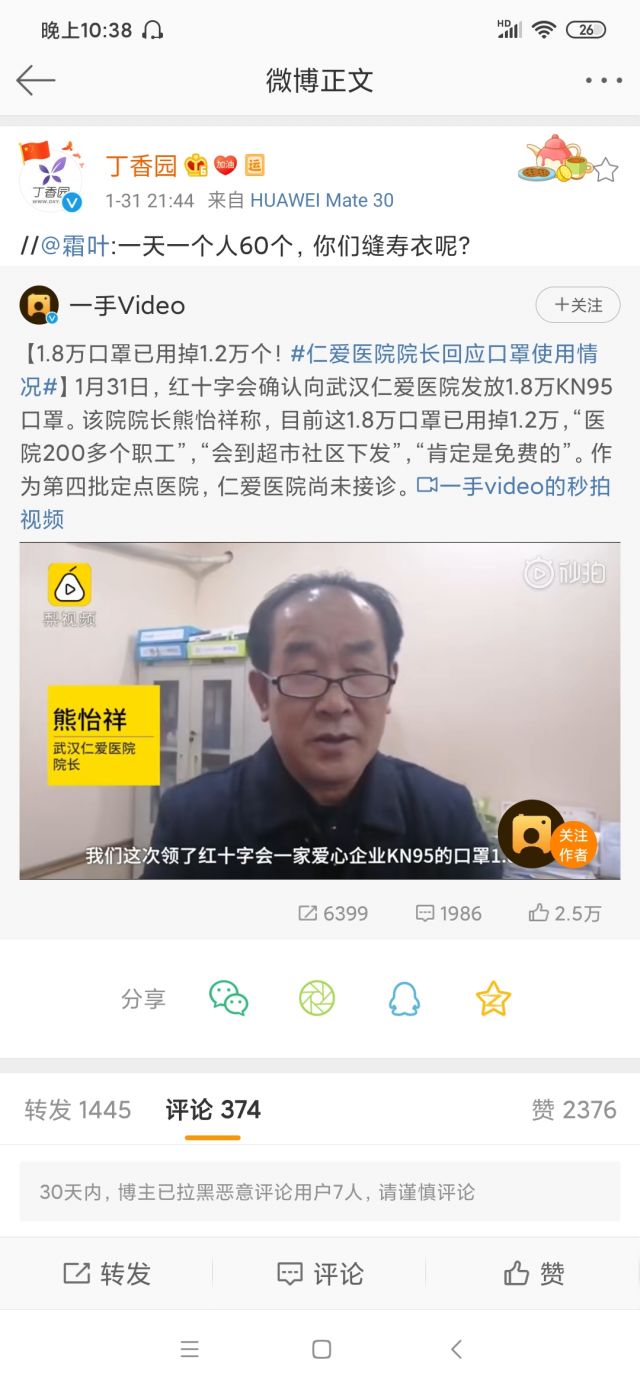 晚上10:38
HD
26
微博正文
丁香园 加油 运
丁香园
1-31 21:44 来自 HUAWEI Mate 30
//@霜叶:一天一个人60个，你们缝寿衣呢?
一手Video
十关注
【1.8万口罩已用掉1.2万个! #仁爱医院院长回应口罩使用情
况#】1月31日，红十字会确认向武汉仁爱医院发放1.8万KN95
口罩。该院院长熊怡祥称，目前这1.8万口罩已用掉1.2万，“医
院200多个职工”，“会到超市社区下发”，“肯定是免费的”。作
为第四批定点医院，仁爱医院尚未接诊。一手video的秒拍
视频
梨视频
秒拍
熊怡祥
武汉仁爱医院
院长
关注
作者
我们这次领了红十字会一家爱心企业KN95的口罩1.
6399
1986
2.5万
分享
转发 1445
评论 374
赞 2376
30天内，博主已拉黑恶意评论用户7人，请谨慎评论
转发
评论
赞